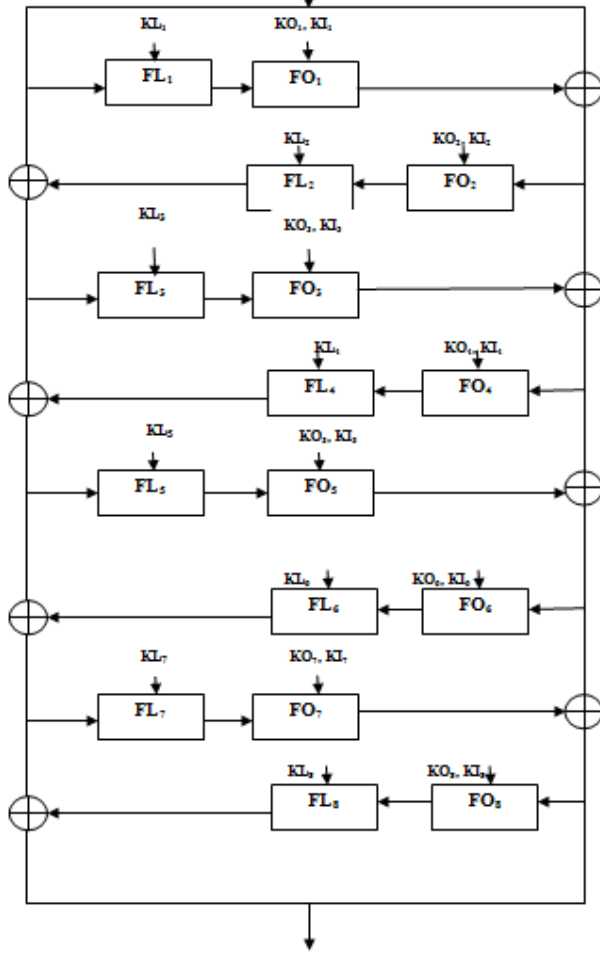 KL₁ KO₁, KI₁
FL₁ FO₁
KL₂ KO₂, KI₂
FL₂ FO₂
KL₃ KO₃, KI₃
FL₃ FO₃
KL₄ KO₄, KI₄
FL₄ FO₄
KL₅ KO₅, KI₅
FL₅ FO₅
KL₆ KO₆, KI₆
FL₆ FO₆
KL₇ KO₇, KI₇
FL₇ FO₇
KL₈ KO₈, KI₈
FL₈ FO₈